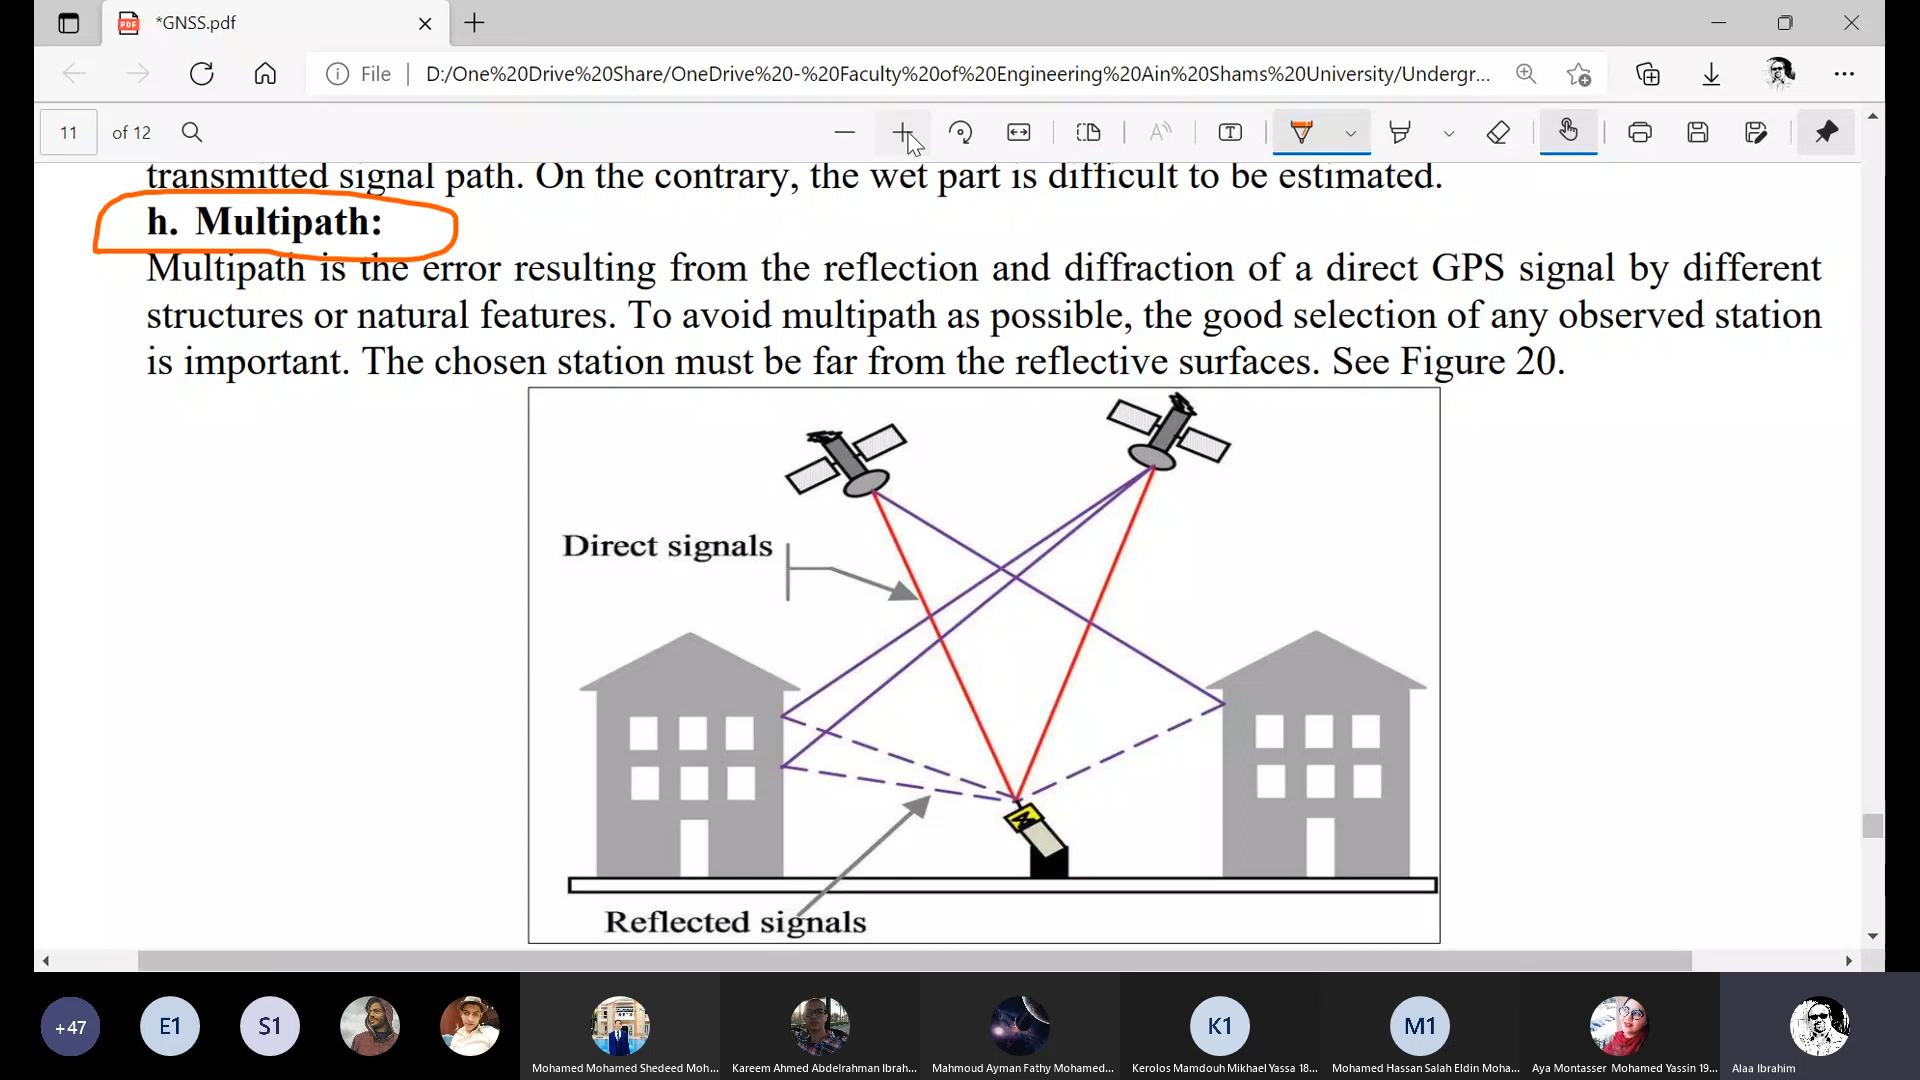 *GNSS.pdf
File
D:/One%20Drive%20Share/OneDrive%20-%20Faculty%20of%20Engineering%20Ain%20Shams%20University/Undergr...
11 of 12
transmitted signal path. On the contrary, the wet part is difficult to be estimated.
h. Multipath:
Multipath is the error resulting from the reflection and diffraction of a direct GPS signal by different
structures or natural features. To avoid multipath as possible, the good selection of any observed station
is important. The chosen station must be far from the reflective surfaces. See Figure 20.
Direct signals
Reflected signals
+47
E1
S1
K1
M1
Mohamed Mohamed Shedeed Moh...
Kareem Ahmed Abdelrahman Ibrah...
Mahmoud Ayman Fathy Mohamed...
Kerolos Mamdouh Mikhael Yassa 18...
Mohamed Hassan Salah Eldin Moha...
Aya Montasser Mohamed Yassin 19...
Alaa Ibrahim